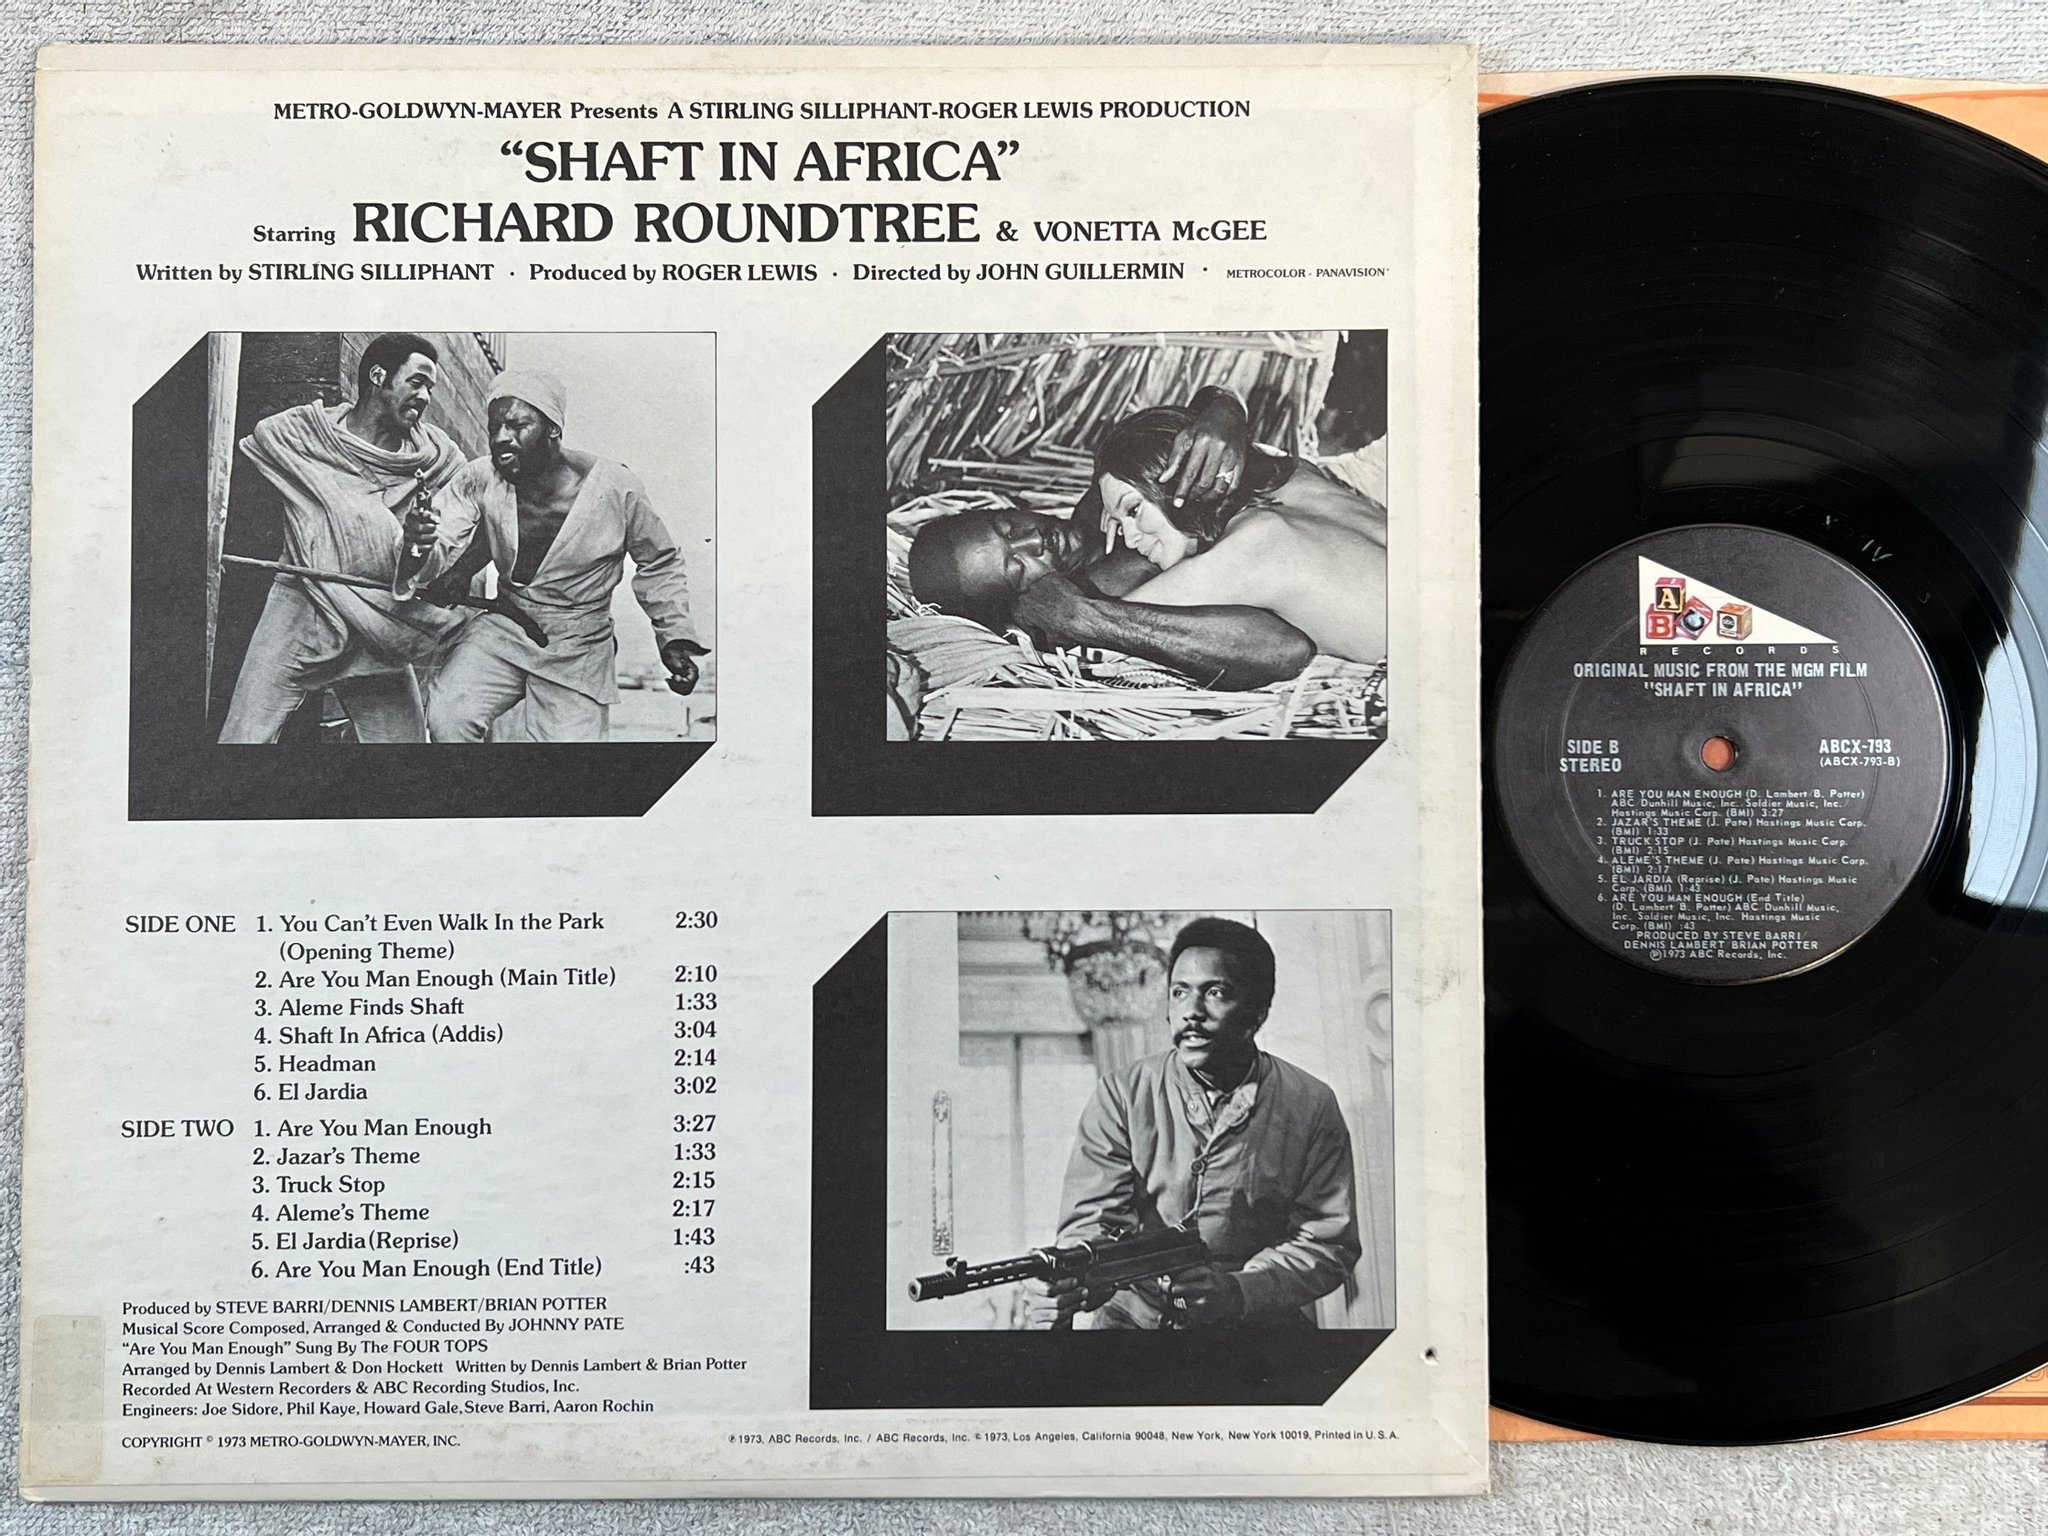 METRO-GOLDWYN-MAYER Presents A STIRLING SILLIPHANT-ROGER LEWIS PRODUCTION
“SHAFT IN AFRICA”
Starring RICHARD ROUNDTREE & VONETTA McGEE
Written by STIRLING SILLIPHANT · Produced by ROGER LEWIS · Directed by JOHN GUILLERMIN · METROCOLOR · PANAVISION®
SIDE ONE 1. You Can't Even Walk In the Park 2:30
(Opening Theme)
2. Are You Man Enough (Main Title) 2:10
3. Aleme Finds Shaft 1:33
4. Shaft In Africa (Addis) 3:04
5. Headman 2:14
6. El Jardia 3:02
SIDE TWO 1. Are You Man Enough 3:27
2. Jazar's Theme 1:33
3. Truck Stop 2:15
4. Aleme's Theme 2:17
5. El Jardia (Reprise) 1:43
6. Are You Man Enough (End Title) :43
Produced by STEVE BARRI/DENNIS LAMBERT/BRIAN POTTER
Musical Score Composed, Arranged & Conducted By JOHNNY PATE
“Are You Man Enough” Sung By The FOUR TOPS
Arranged by Dennis Lambert & Don Hockett Written by Dennis Lambert & Brian Potter
Recorded At Western Recorders & ABC Recording Studios, Inc.
Engineers: Joe Sidore, Phil Kaye, Howard Gale, Steve Barri, Aaron Rochin
COPYRIGHT © 1973 METRO-GOLDWYN-MAYER, INC.
℗ 1973, ABC Records, Inc. / ABC Records, Inc. © 1973, Los Angeles, California 90048, New York, New York 10019, Printed in U.S.A.
A
B C abc
RECORDS
ORIGINAL MUSIC FROM THE MGM FILM
"SHAFT IN AFRICA"
SIDE B ABCX-793
STEREO (ABCX-793-B)
1. ARE YOU MAN ENOUGH (D. Lambert/B. Potter)
ABC Dunhill Music, Inc./Soldier Music, Inc./
Hastings Music Corp. (BMI) 3:27
2. JAZAR'S THEME (J. Pate) Hastings Music Corp.
(BMI) 1:33
3. TRUCK STOP (J. Pate) Hastings Music Corp.
(BMI) 2:15
4. ALEME'S THEME (J. Pate) Hastings Music Corp.
(BMI) 2:17
5. EL JARDIA (Reprise) (J. Pate) Hastings Music
Corp. (BMI) 1:43
6. ARE YOU MAN ENOUGH (End Title)
(D. Lambert B. Potter) ABC Dunhill Music,
Inc. Soldier Music, Inc. Hastings Music
Corp. (BMI) :43
PRODUCED BY STEVE BARRI/
DENNIS LAMBERT BRIAN POTTER
℗1973 ABC Records, Inc.